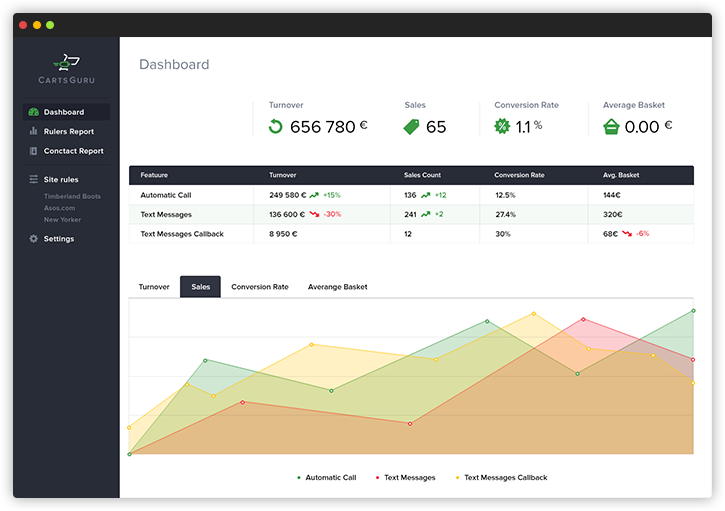 CARTSGURU
Dashboard
Rulers Report
Conctact Report
Site rules
Timberland Boots
Asos.com
New Yorker
Settings
Dashboard
Turnover Sales Conversion Rate Average Basket
656 780 € 65 1.1 % 0.00 €
Featuure Turnover Sales Count Conversion Rate Avg. Basket
Automatic Call 249 580 € +15% 136 +12 12.5% 144€
Text Messages 136 600 € -30% 241 +2 27.4% 320€
Text Messages Callback 8 950 € 12 30% 68€ -6%
Turnover Sales Conversion Rate Averange Basket
Automatic Call Text Messages Text Messages Callback